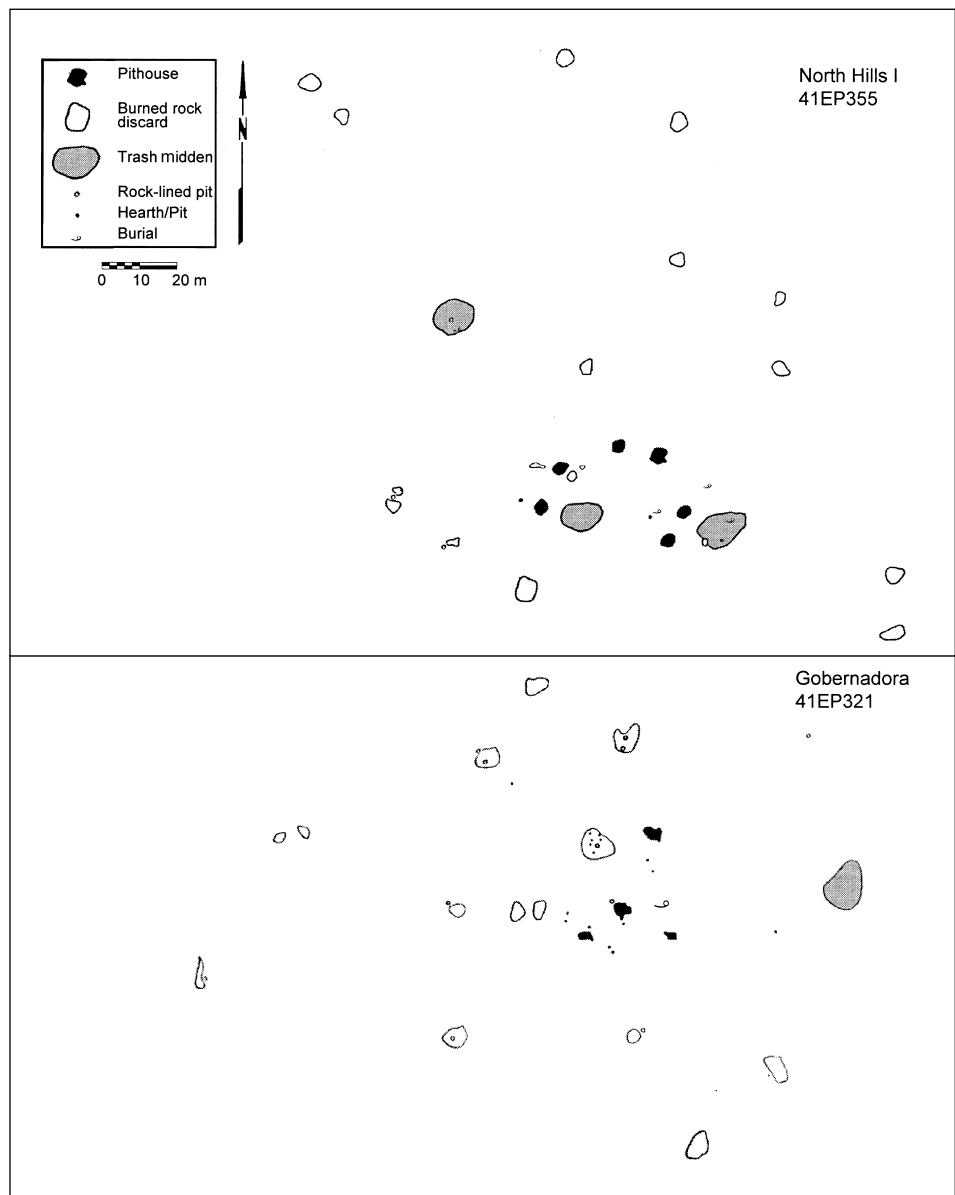 North Hills I
41EP355
Pithouse
Burned rock
discard
Trash midden
Rock-lined pit
Hearth/Pit
Burial
N
0 10 20 m
Gobernadora
41EP321